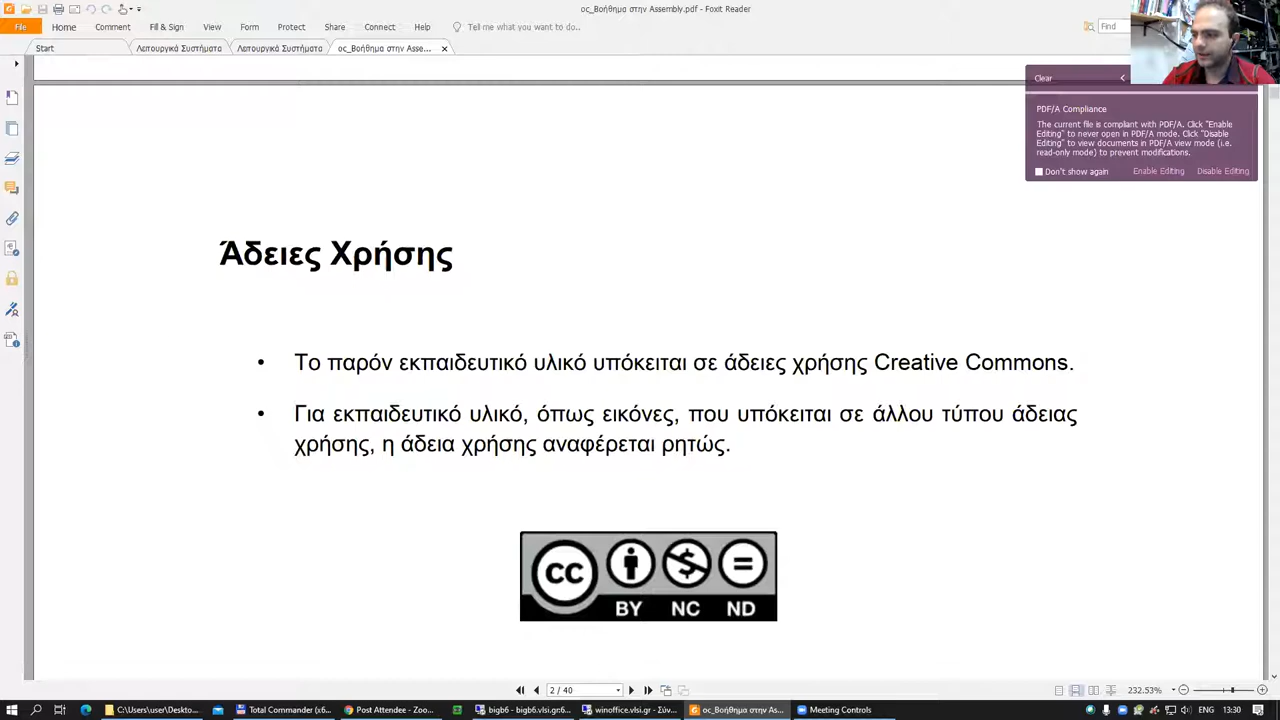 oς_Βοήθημα στην Assembly.pdf - Foxit Reader
File Home Comment Fill & Sign View Form Protect Share Connect Help Tell me what you want to do... Find
Start Λειτουργικά Συστήματα Λειτουργικά Συστήματα oς_Βοήθημα στην Asse...
Clear
PDF/A Compliance
The current file is compliant with PDF/A. Click "Enable
Editing" to never open in PDF/A mode. Click "Disable
Editing" to view documents in PDF/A view mode (i.e.
read-only mode) to prevent modifications.
Don't show again Enable Editing Disable Editing
Άδειες Χρήσης
• Το παρόν εκπαιδευτικό υλικό υπόκειται σε άδειες χρήσης Creative Commons.
• Για εκπαιδευτικό υλικό, όπως εικόνες, που υπόκειται σε άλλου τύπου άδειας
χρήσης, η άδεια χρήσης αναφέρεται ρητώς.
CC
BY NC ND
2 / 40
232.53%
C:\Users\user\Deskto... Total Commander (x6... Post Attendee - Zoo... bigb6 - bigb6.vlsi.gr:6... winoffice.vlsi.gr - Σύν... oς_Βοήθημα στην As... Meeting Controls ENG 13:30